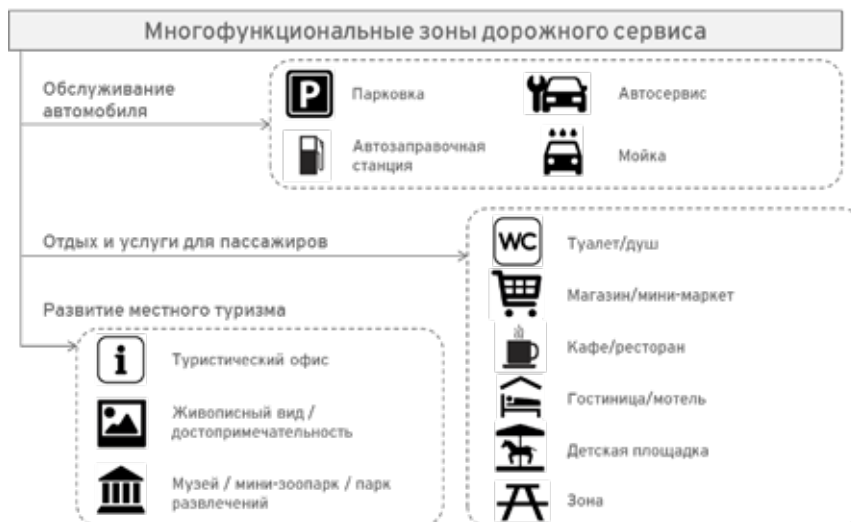 Многофункциональные зоны дорожного сервиса
Обслуживание
автомобиля
P
Парковка
Автосервис
Автозаправочная
станция
Мойка
Отдых и услуги для пассажиров
WC
Туалет/душ
Магазин/мини-маркет
Развитие местного туризма
Кафе/ресторан
i
Туристический офис
Гостиница/мотель
Живописный вид /
достопримечательность
Детская площадка
Музей / мини-зоопарк / парк
развлечений
Зона